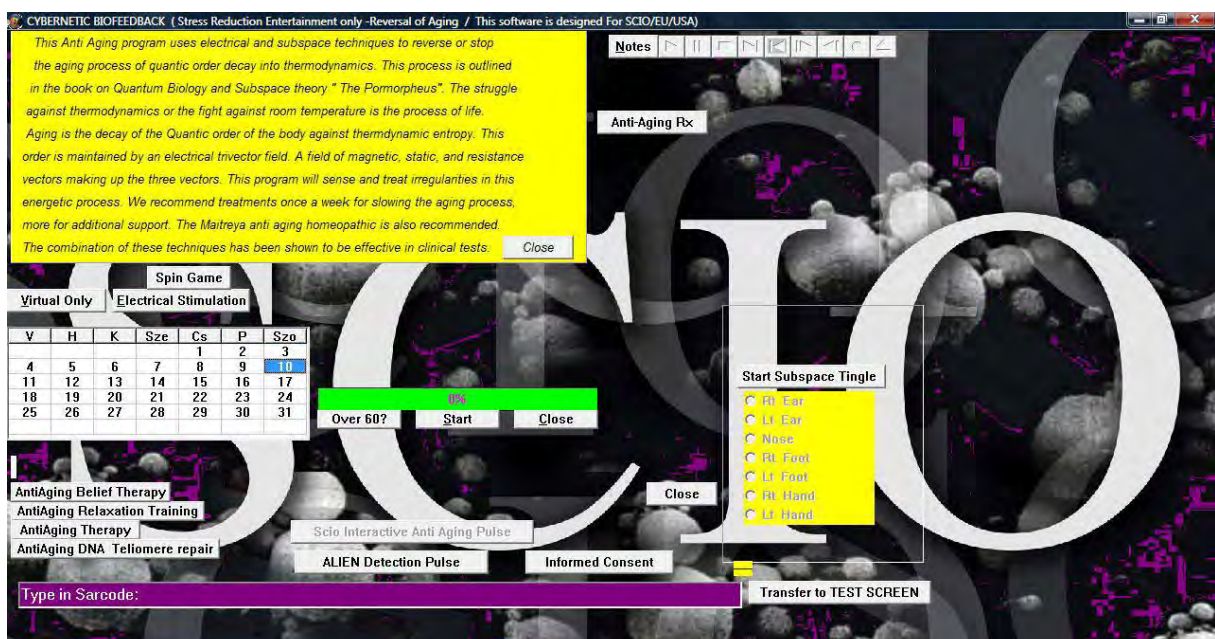 CYBERNETIC BIOFEEDBACK ( Stress Reduction Entertainment only -Reversal of Aging / This software is designed For SCIO/EU/USA)
This Anti Aging program uses electrical and subspace techniques to reverse or stop
the aging process of quantic order decay into thermodynamics. This process is outlined
in the book on Quantum Biology and Subspace theory " The Pormorpheus". The struggle
against thermodynamics or the fight against room temperature is the process of life.
Aging is the decay of the Quantic order of the body against thermdynamic entropy. This
order is maintained by an electrical trivector field. A field of magnetic, static, and resistance
vectors making up the three vectors. This program will sense and treat irregulanties in this
energetic process. We recommend treatments once a week for slowing the aging process,
more for additional support. The Maitreya anti aging homeopathic is also recommended.
The combination of these techniques has been shown to be effective in clinical tests.
Close
Notes
Anti-Aging Rx
Spin Game
Virtual Only Electrical Stimulation
V H K Sze Cs P Szo
1 2 3
4 5 6 7 8 9 10
11 12 13 14 15 16 17
18 19 20 21 22 23 24
25 26 27 28 29 30 31
0%
Over 60? Start Close
SCIO
Start Subspace Tingle
Rt Ear
Lt Ear
Nose
Rt Foot
Lt Foot
Rt Hand
Lt Hand
Close
AntiAging Belief Therapy
AntiAging Relaxation Training
AntiAging Therapy
AntiAging DNA Teliomere repair
Scio Interactive Anti Aging Pulse
ALIEN Detection Pulse
Informed Consent
Type in Sarcode:
Transfer to TEST SCREEN